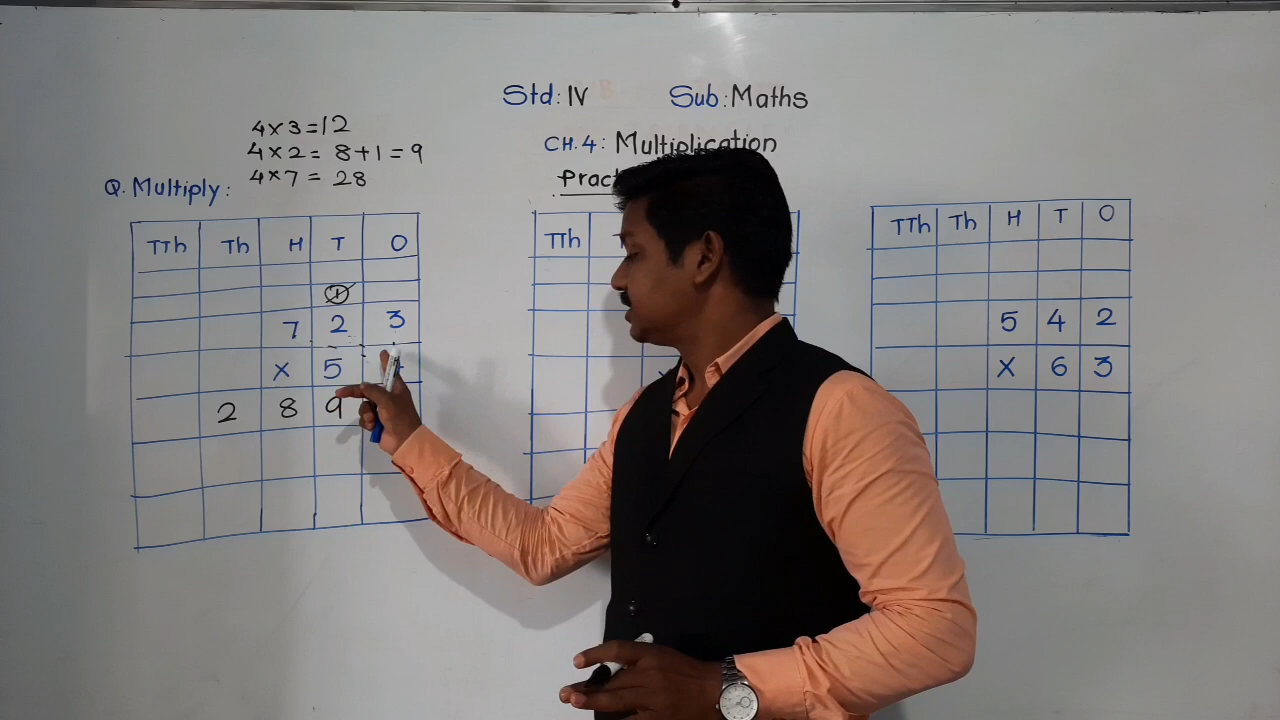 Std: IV Sub: Maths
4 x 3 = 12
4 x 2 = 8 + 1 = 9
4 x 7 = 28
CH. 4: Multiplication
Q. Multiply:
TTh Th H T O
1
7 2 3
x 5
2 8 9
TTh
TTh Th H T O
5 4 2
x 6 3